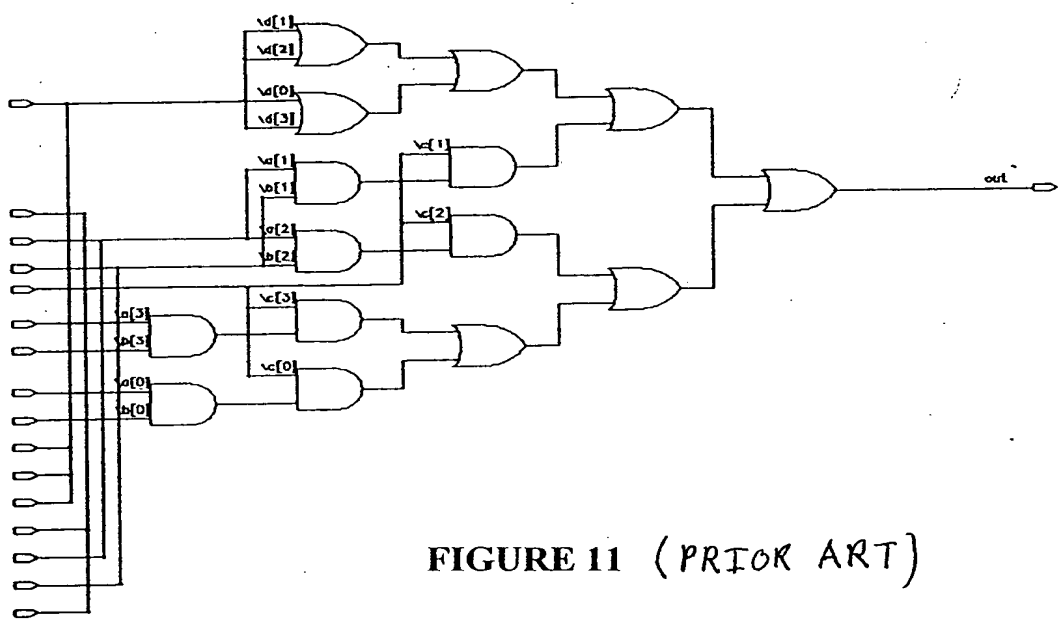 \d[1]
\d[2]
\d[0]
\d[3]
\a[1]
\b[1]
\c[1]
\a[2]
\b[2]
\c[2]
\a[3]
\b[3]
\c[3]
\a[0]
\b[0]
\c[0]
out
FIGURE 11 (PRIOR ART)